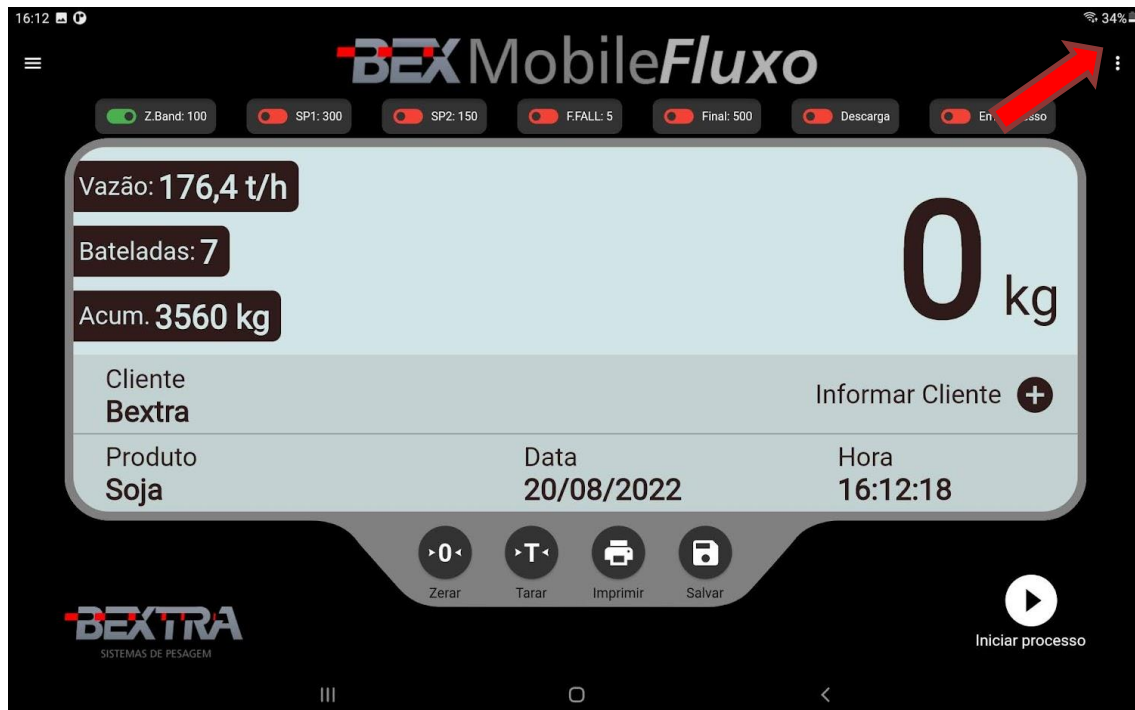 16:12 34%
BEX MobileFluxo
Z.Band: 100 SP1: 300 SP2: 150 F.FALL: 5 Final: 500 Descarga
Vazão: 176,4 t/h
Bateladas: 7
Acum. 3560 kg
0 kg
Cliente
Bextra
Informar Cliente
Produto
Soja
Data
20/08/2022
Hora
16:12:18
>0< >T<
Zerar Tarar Imprimir Salvar
BEXTRA
SISTEMAS DE PESAGEM
Iniciar processo